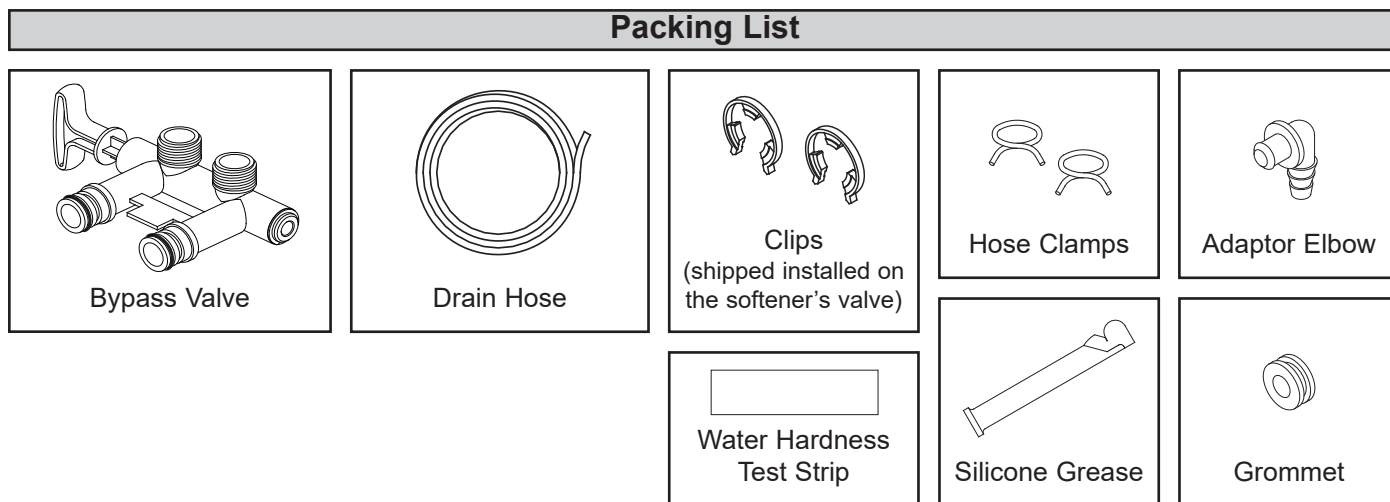 Packing List
Bypass Valve
Drain Hose
Clips
(shipped installed on
the softener’s valve)
Hose Clamps
Adaptor Elbow
Water Hardness
Test Strip
Silicone Grease
Grommet